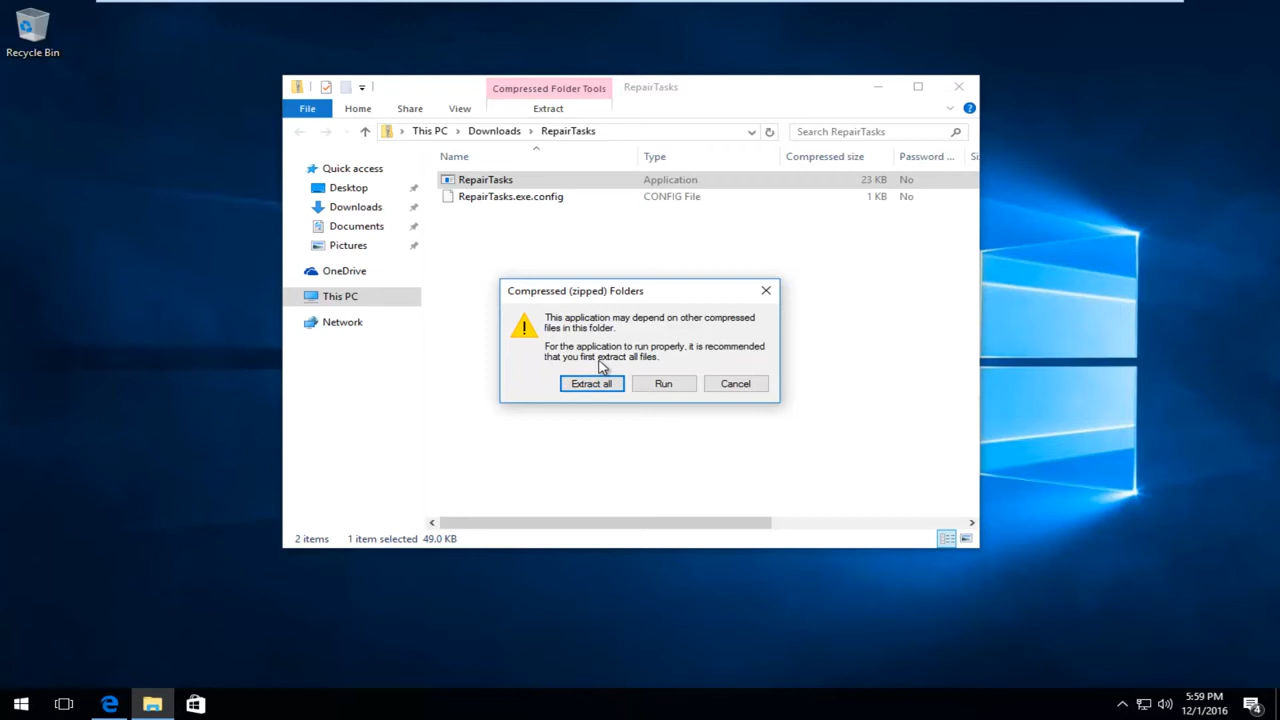 Recycle Bin
Compressed Folder Tools
RepairTasks
File
Home
Share
View
Extract
This PC
Downloads
RepairTasks
Search RepairTasks
Name
Type
Compressed size
Password ...
Si
Quick access
Desktop
Downloads
Documents
Pictures
OneDrive
This PC
Network
RepairTasks
Application
23 KB
No
RepairTasks.exe.config
CONFIG File
1 KB
No
Compressed (zipped) Folders
This application may depend on other compressed
files in this folder.
For the application to run properly, it is recommended
that you first extract all files.
Extract all
Run
Cancel
2 items
1 item selected
49.0 KB
5:59 PM
12/1/2016
4